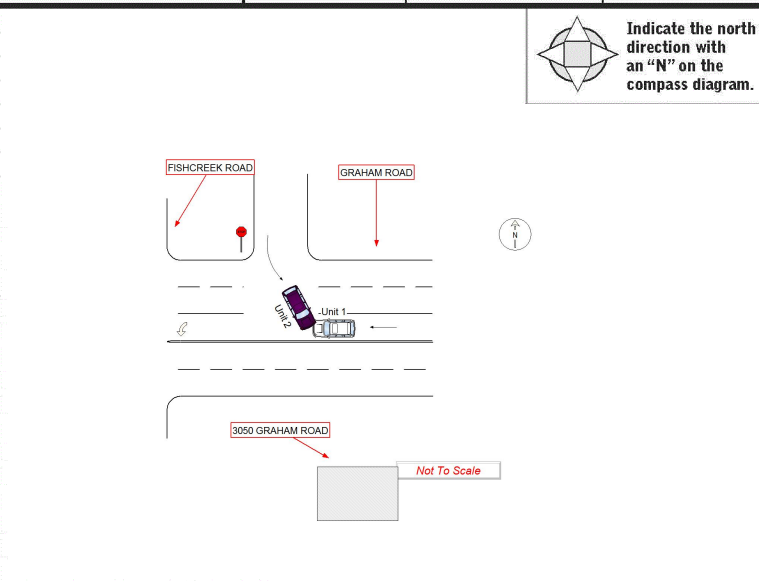 Indicate the north
direction with
an “N” on the
compass diagram.
FISHCREEK ROAD
GRAHAM ROAD
N
Unit 1
Unit 2
3050 GRAHAM ROAD
Not To Scale